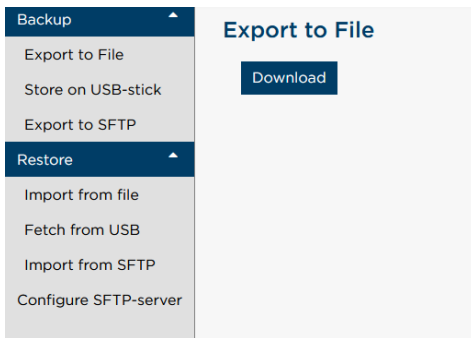 Backup
Export to File
Store on USB-stick
Export to SFTP
Restore
Import from file
Fetch from USB
Import from SFTP
Configure SFTP-server
Export to File
Download